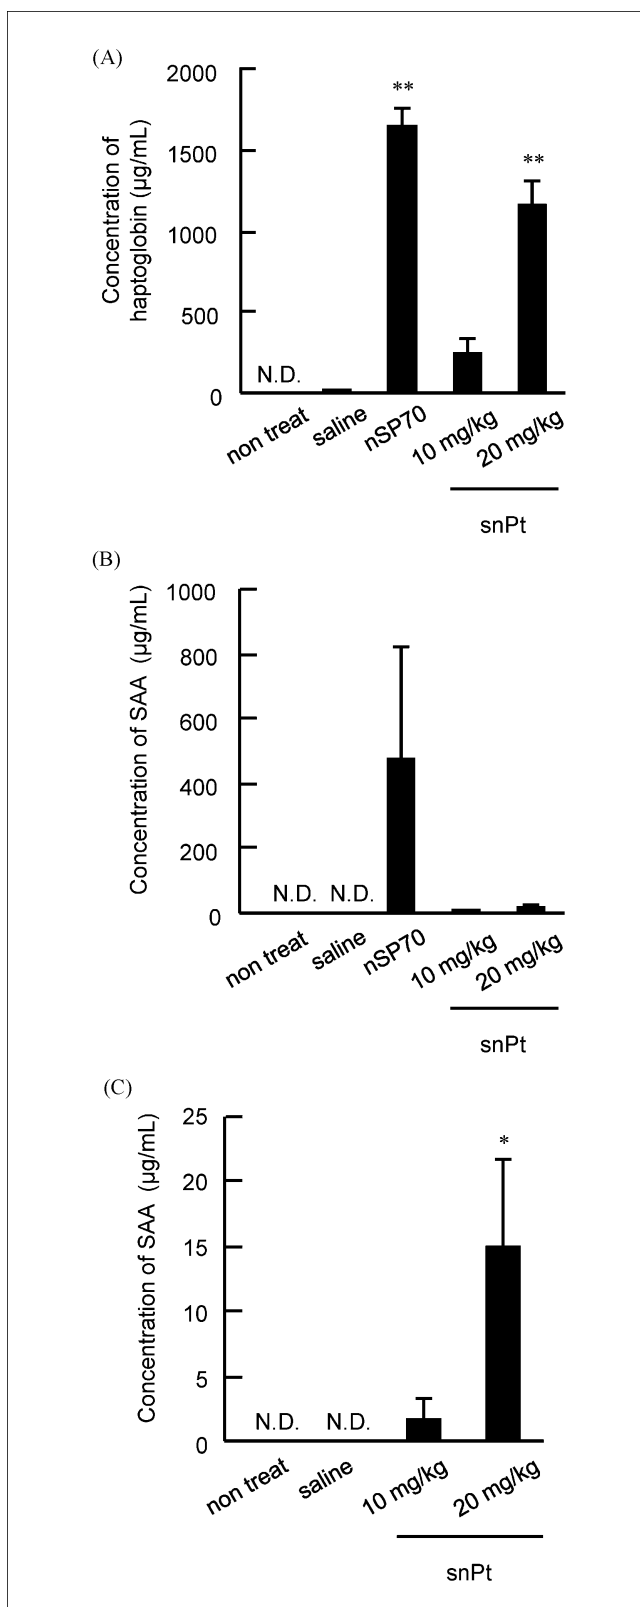 (A)
Concentration of
haptoglobin (µg/mL)
2000
1500
1000
500
0
N.D.
**
**
non treat
saline
nSP70
10 mg/kg
20 mg/kg
snPt
(B)
Concentration of SAA (µg/mL)
1000
800
600
400
200
0
N.D.
N.D.
non treat
saline
nSP70
10 mg/kg
20 mg/kg
snPt
(C)
Concentration of SAA (µg/mL)
25
20
15
10
5
0
N.D.
N.D.
*
non treat
saline
10 mg/kg
20 mg/kg
snPt